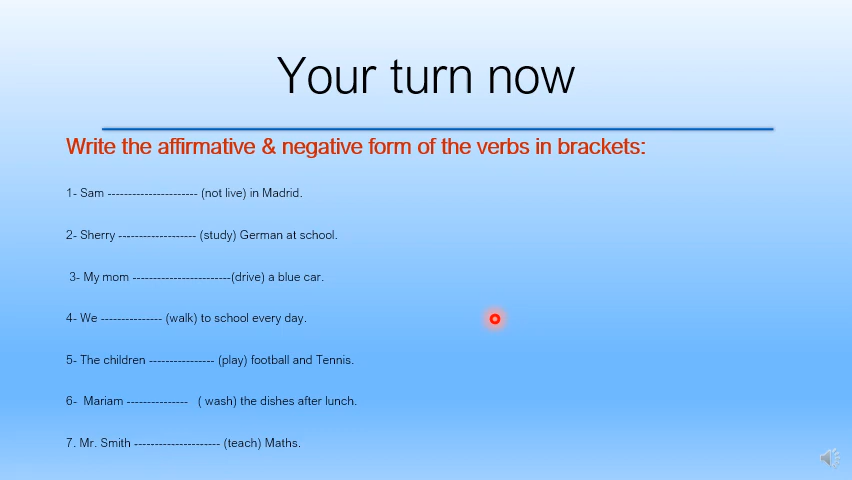 Your turn now
Write the affirmative & negative form of the verbs in brackets:
1- Sam ---------------------- (not live) in Madrid.
2- Sherry ------------------- (study) German at school.
3- My mom ------------------------(drive) a blue car.
4- We --------------- (walk) to school every day.
5- The children ---------------- (play) football and Tennis.
6- Mariam --------------- ( wash) the dishes after lunch.
7. Mr. Smith --------------------- (teach) Maths.